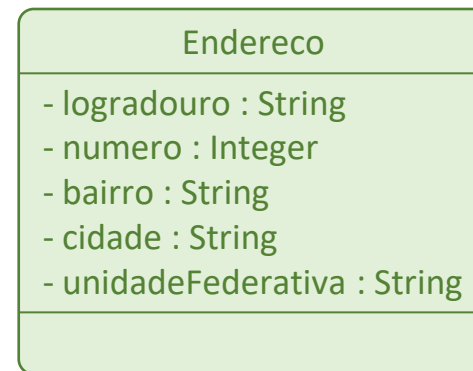 Endereco
- logradouro : String
- numero : Integer
- bairro : String
- cidade : String
- unidadeFederativa : String